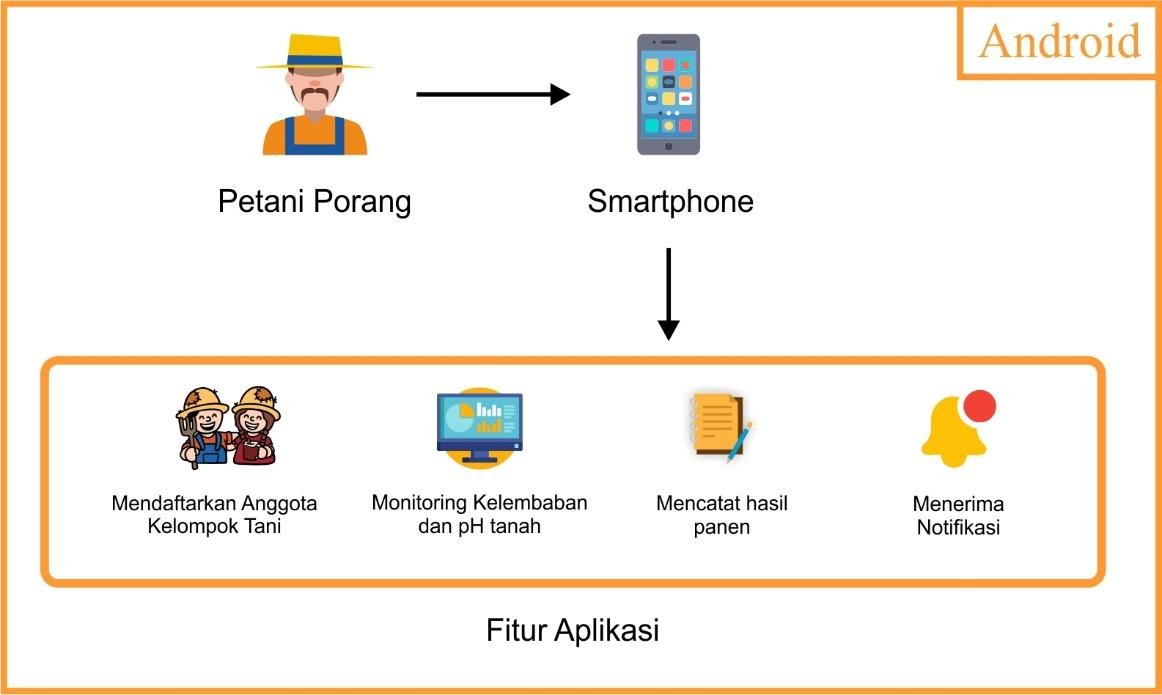 Android
Petani Porang
Smartphone
Mendaftarkan Anggota
Kelompok Tani
Monitoring Kelembaban
dan pH tanah
Mencatat hasil
panen
Menerima
Notifikasi
Fitur Aplikasi